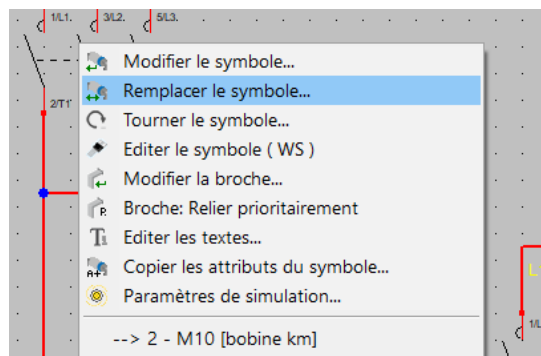 1/L1. 3/L2. 5/L3.
Modifier le symbole...
Remplacer le symbole...
2/T1'
Tourner le symbole...
Editer le symbole ( WS )
Modifier la broche...
R Broche: Relier prioritairement
T1 Editer les textes...
A+ Copier les attributs du symbole...
Paramètres de simulation...
L
--> 2 - M10 [bobine km]
1/L